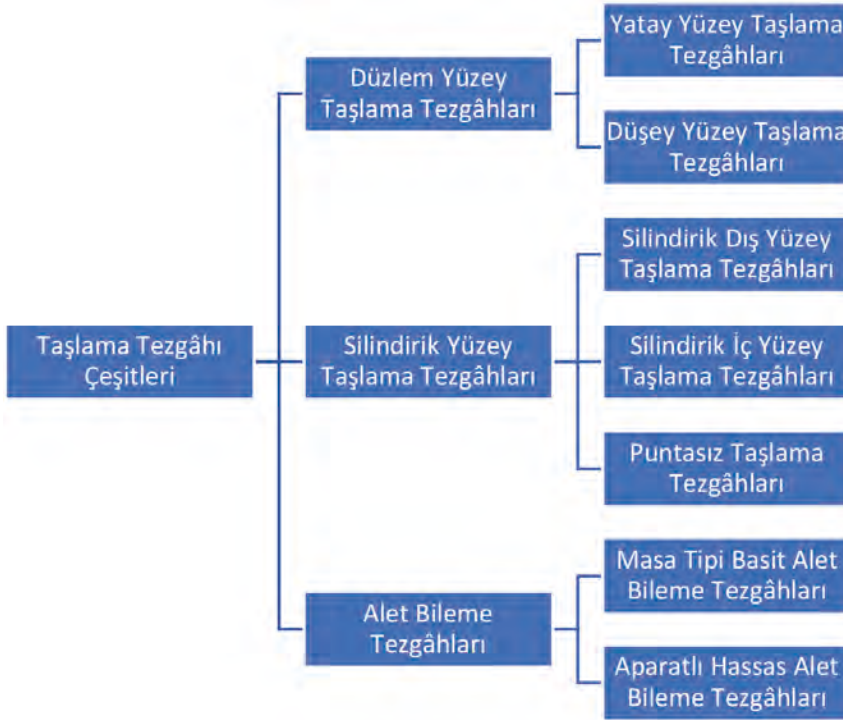 Taşlama Tezgâhı
Çeşitleri
Düzlem Yüzey
Taşlama Tezgâhları
Yatay Yüzey Taşlama
Tezgâhları
Düşey Yüzey Taşlama
Tezgâhları
Silindirik Yüzey
Taşlama Tezgâhları
Silindirik Dış Yüzey
Taşlama Tezgâhları
Silindirik İç Yüzey
Taşlama Tezgâhları
Puntasız Taşlama
Tezgâhları
Alet Bileme
Tezgâhları
Masa Tipi Basit Alet
Bileme Tezgâhları
Aparatlı Hassas Alet
Bileme Tezgâhları